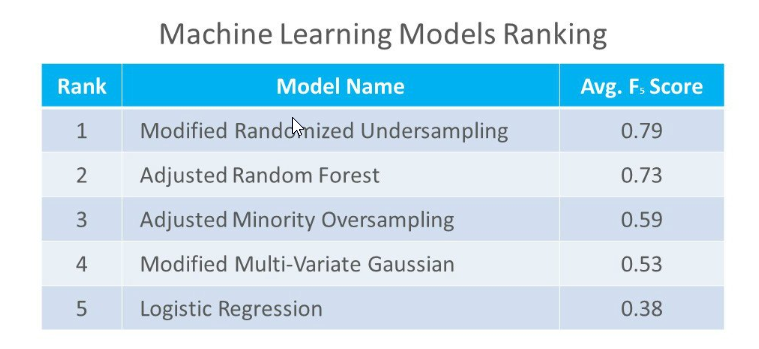 Machine Learning Models Ranking
Rank Model Name Avg. F₅ Score
1 Modified Randomized Undersampling 0.79
2 Adjusted Random Forest 0.73
3 Adjusted Minority Oversampling 0.59
4 Modified Multi-Variate Gaussian 0.53
5 Logistic Regression 0.38